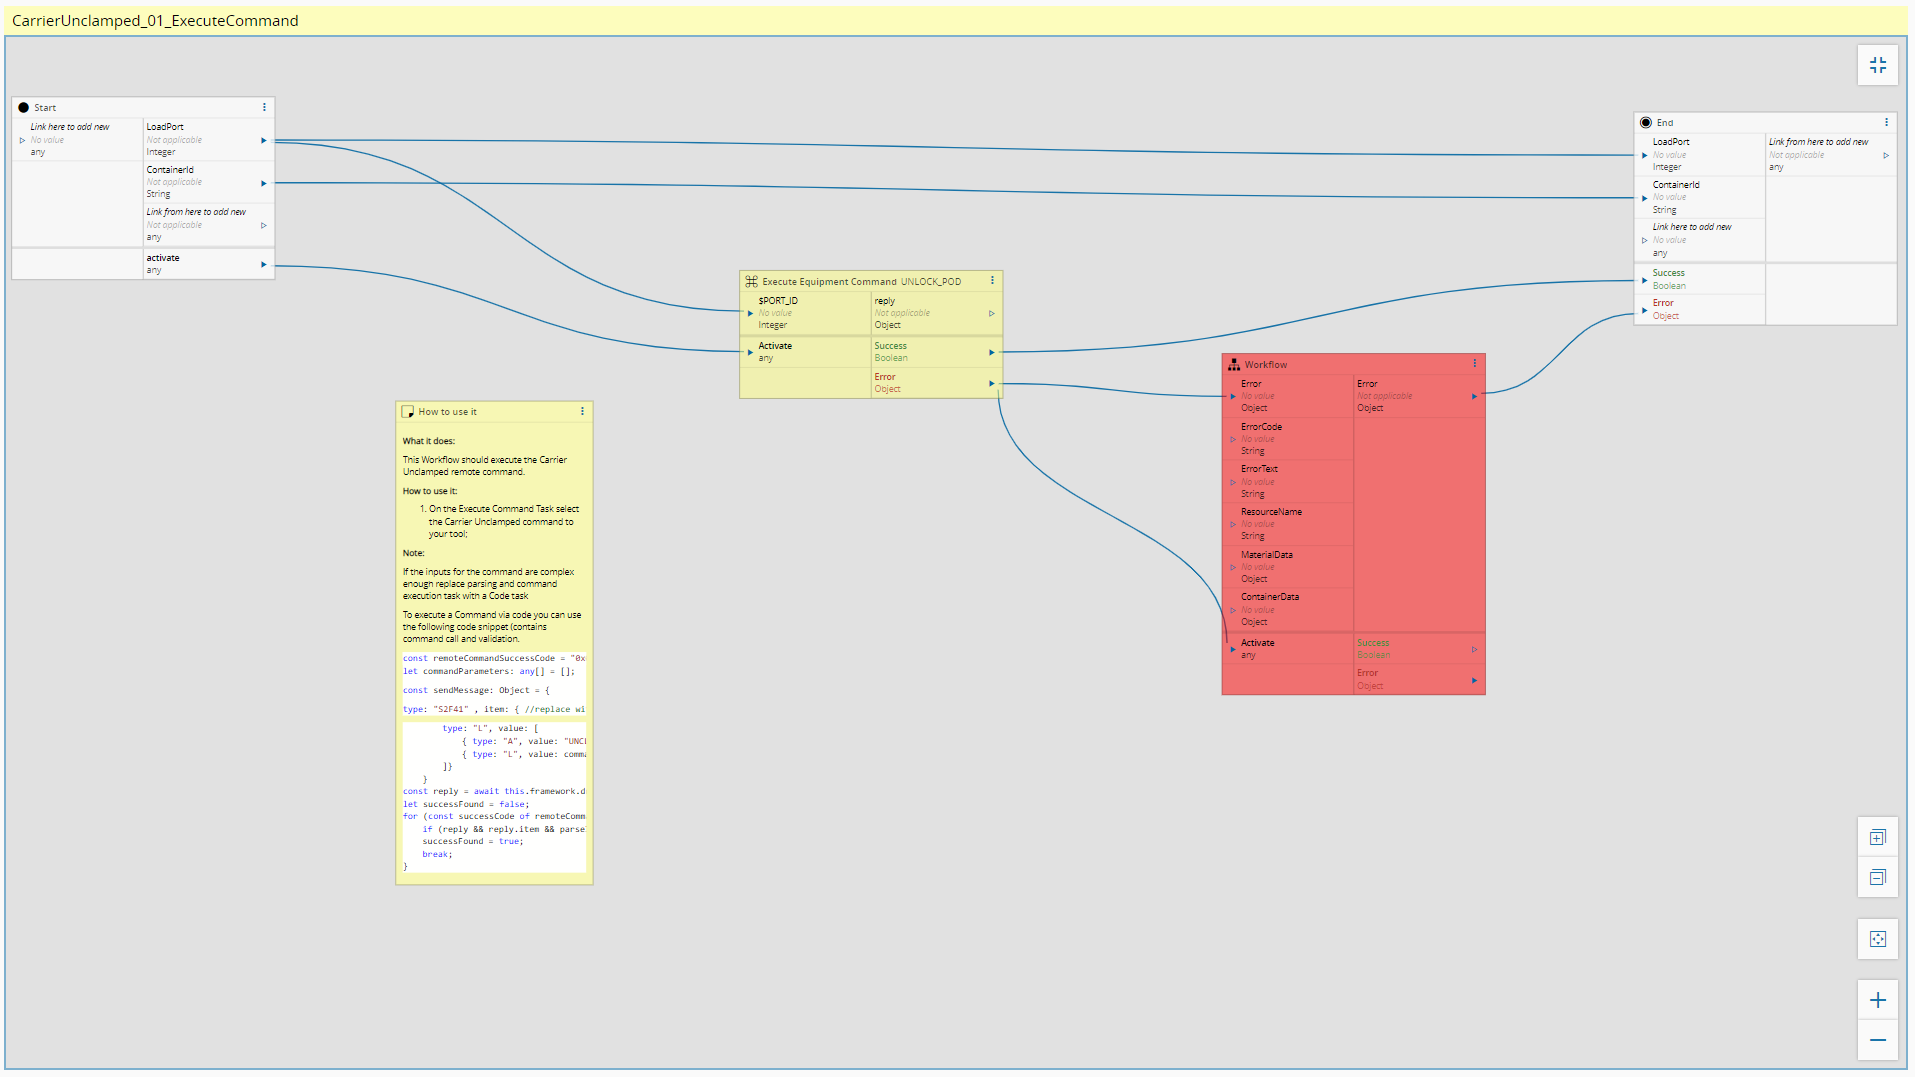 CarrierUnclamped_01_ExecuteCommand
Start
Link here to add new
No value
any
LoadPort
Not applicable
Integer
ContainerId
Not applicable
String
Link from here to add new
Not applicable
any
activate
any
Execute Equipment Command UNLOCK_POD
$PORT_ID
No value
Integer
reply
Not applicable
Object
Activate
any
Success
Boolean
Error
Object
How to use it
What it does:
This Workflow should execute the Carrier
Unclamped remote command.
How to use it:
1. On the Execute Command Task select
the Carrier Unclamped command to
your tool;
Note:
If the inputs for the command are complex
enough replace parsing and command
execution task with a Code task
To execute a Command via code you can use
the following code snippet (contains
command call and validation.
const remoteCommandSuccessCode = "0x
let commandParameters: any[] = [];
const sendMessage: Object = {
type: "S2F41" , item: { //replace wi
type: "L", value: [
{ type: "A", value: "UNCL
{ type: "L", value: comma
]}
}
const reply = await this.framework.d
let successFound = false;
for (const successCode of remoteComm
if (reply && reply.item && parse
successFound = true;
break;
}
Workflow
Error
No value
Object
ErrorCode
No value
String
ErrorText
No value
String
ResourceName
No value
String
MaterialData
No value
Object
ContainerData
No value
Object
Activate
any
Error
Not applicable
Object
Success
Boolean
Error
Object
End
LoadPort
No value
Integer
ContainerId
No value
String
Link here to add new
No value
any
Success
Boolean
Error
Object
Link from here to add new
Not applicable
any